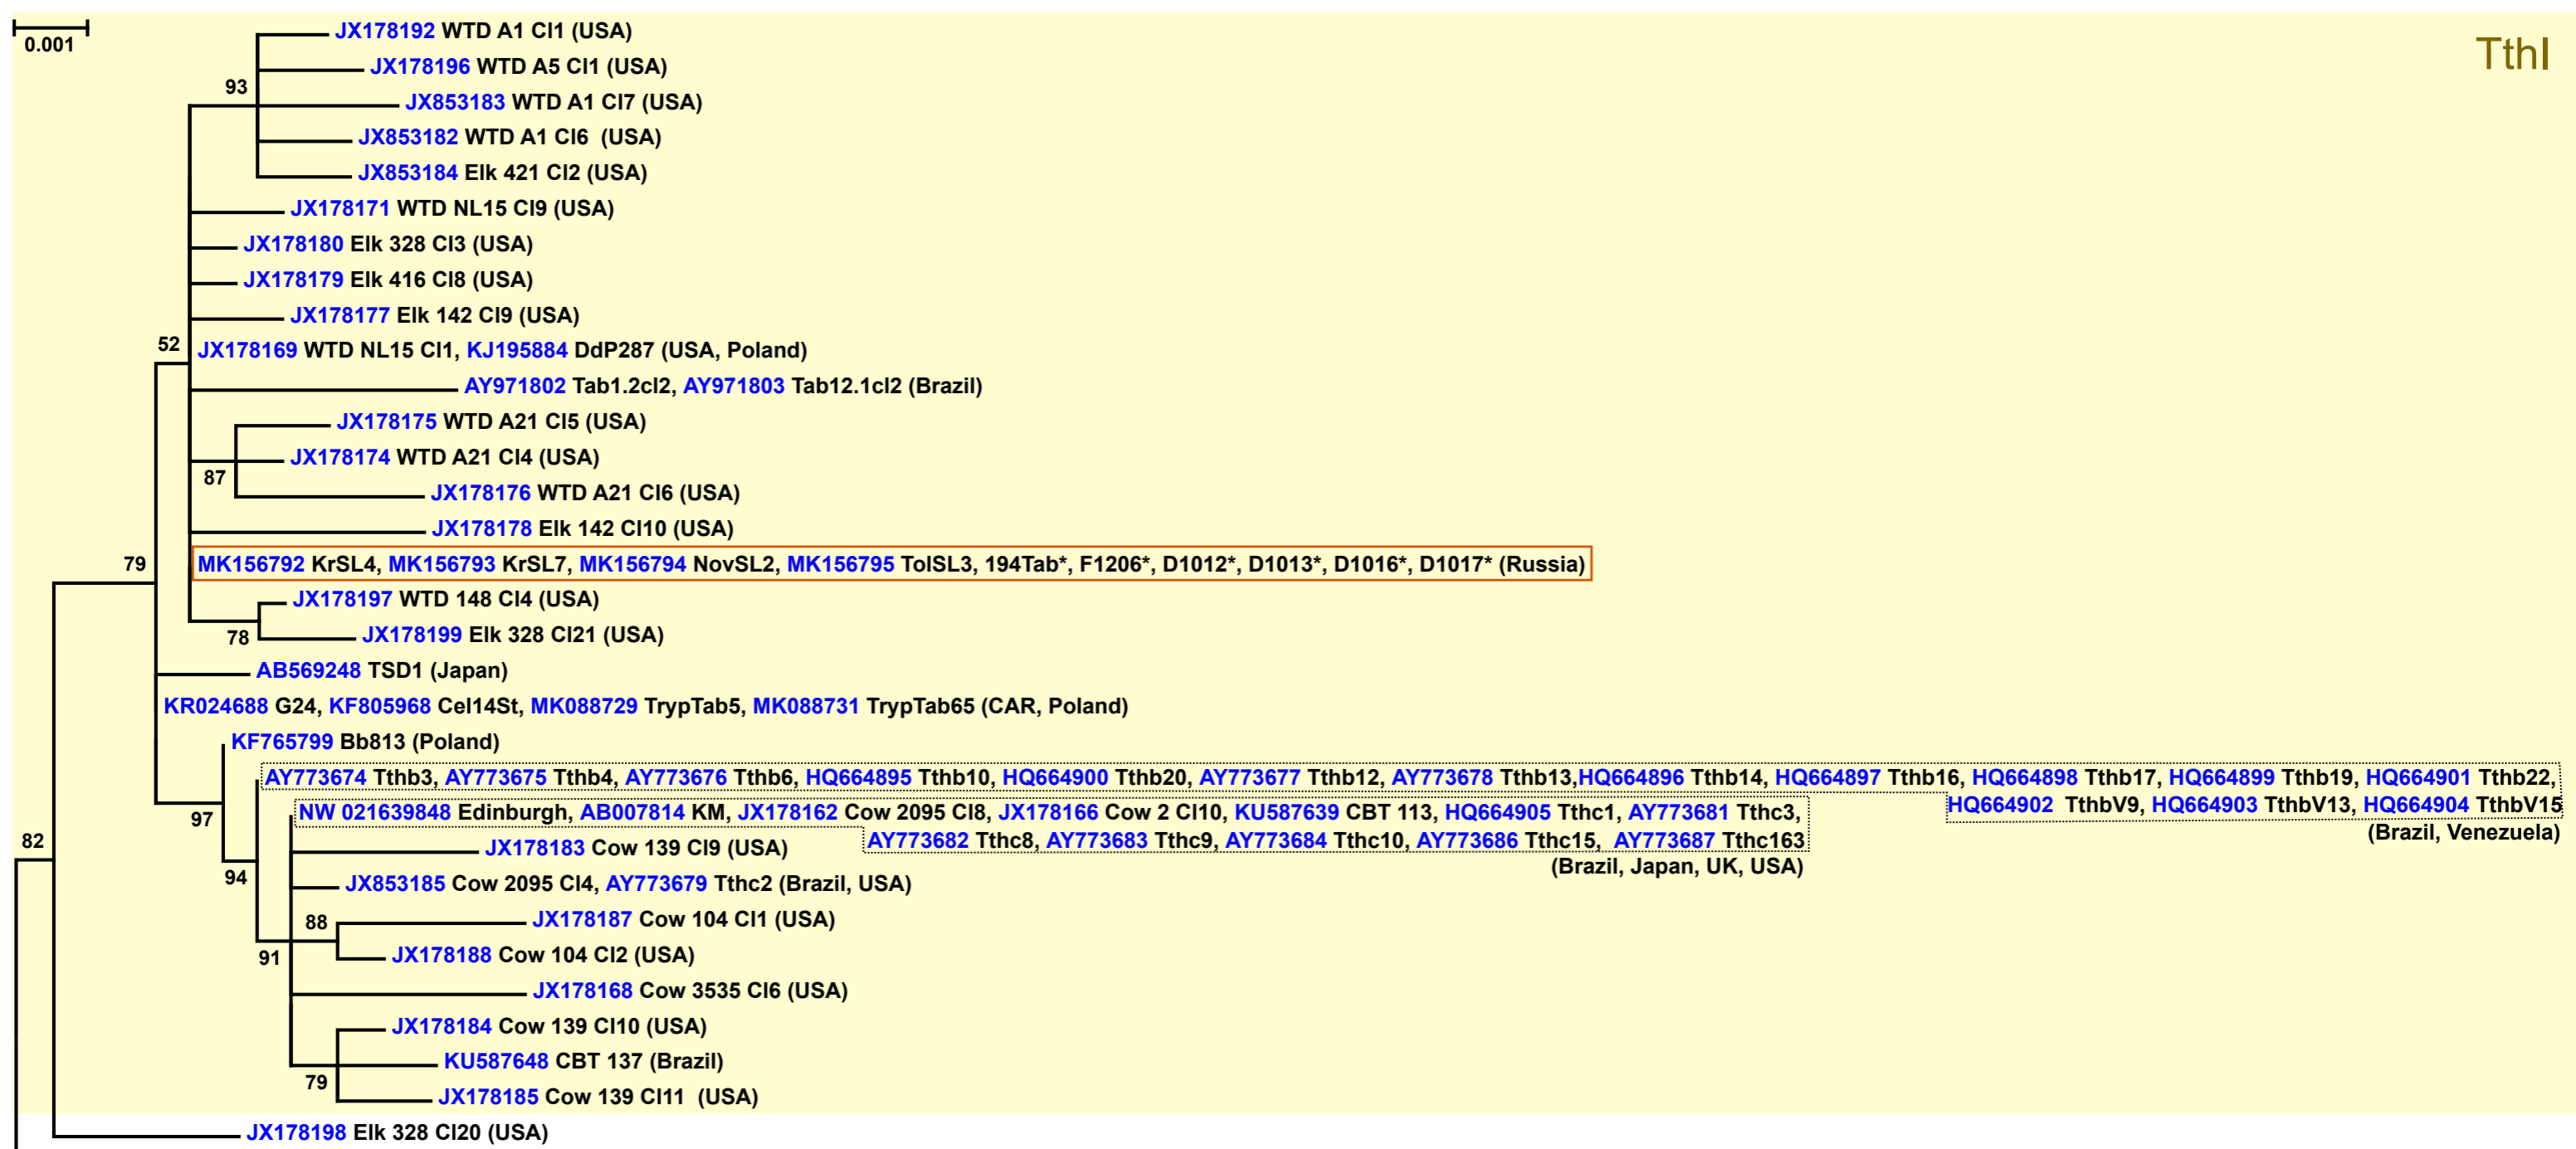 0.001
TthI
JX178192 WTD A1 Cl1 (USA)
JX178196 WTD A5 Cl1 (USA)
93
JX853183 WTD A1 Cl7 (USA)
JX853182 WTD A1 Cl6 (USA)
JX853184 Elk 421 Cl2 (USA)
JX178171 WTD NL15 Cl9 (USA)
JX178180 Elk 328 Cl3 (USA)
JX178179 Elk 416 Cl8 (USA)
JX178177 Elk 142 Cl9 (USA)
52
JX178169 WTD NL15 Cl1, KJ195884 DdP287 (USA, Poland)
AY971802 Tab1.2cl2, AY971803 Tab12.1cl2 (Brazil)
JX178175 WTD A21 Cl5 (USA)
JX178174 WTD A21 Cl4 (USA)
87
JX178176 WTD A21 Cl6 (USA)
JX178178 Elk 142 Cl10 (USA)
79
MK156792 KrSL4, MK156793 KrSL7, MK156794 NovSL2, MK156795 TolSL3, 194Tab*, F1206*, D1012*, D1013*, D1016*, D1017* (Russia)
JX178197 WTD 148 Cl4 (USA)
78
JX178199 Elk 328 Cl21 (USA)
AB569248 TSD1 (Japan)
KR024688 G24, KF805968 Cel14St, MK088729 TrypTab5, MK088731 TrypTab65 (CAR, Poland)
KF765799 Bb813 (Poland)
AY773674 Tthb3, AY773675 Tthb4, AY773676 Tthb6, HQ664895 Tthb10, HQ664900 Tthb20, AY773677 Tthb12, AY773678 Tthb13,HQ664896 Tthb14, HQ664897 Tthb16, HQ664898 Tthb17, HQ664899 Tthb19, HQ664901 Tthb22,
HQ664902 TthbV9, HQ664903 TthbV13, HQ664904 TthbV15
(Brazil, Venezuela)
97
NW 021639848 Edinburgh, AB007814 KM, JX178162 Cow 2095 Cl8, JX178166 Cow 2 Cl10, KU587639 CBT 113, HQ664905 Tthc1, AY773681 Tthc3,
AY773682 Tthc8, AY773683 Tthc9, AY773684 Tthc10, AY773686 Tthc15, AY773687 Tthc163
(Brazil, Japan, UK, USA)
82
JX178183 Cow 139 Cl9 (USA)
94
JX853185 Cow 2095 Cl4, AY773679 Tthc2 (Brazil, USA)
88
JX178187 Cow 104 Cl1 (USA)
JX178188 Cow 104 Cl2 (USA)
91
JX178168 Cow 3535 Cl6 (USA)
JX178184 Cow 139 Cl10 (USA)
KU587648 CBT 137 (Brazil)
79
JX178185 Cow 139 Cl11 (USA)
JX178198 Elk 328 Cl20 (USA)